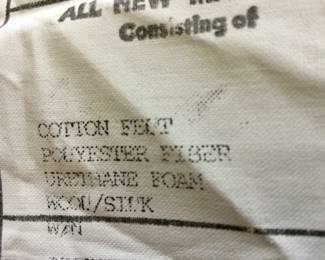 ALL NEW
Consisting of
COTTON FELT
POLYESTER FIBER
URETHANE FOAM
WOOL/SILK